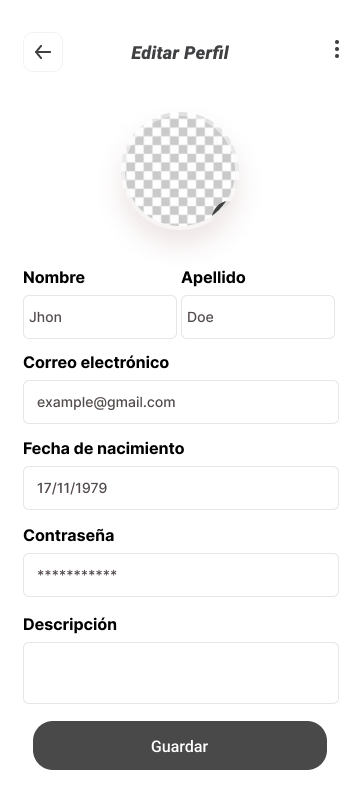 Editar Perfil
Nombre Apellido
Jhon Doe
Correo electrónico
example@gmail.com
Fecha de nacimiento
17/11/1979
Contraseña
***********
Descripción
Guardar